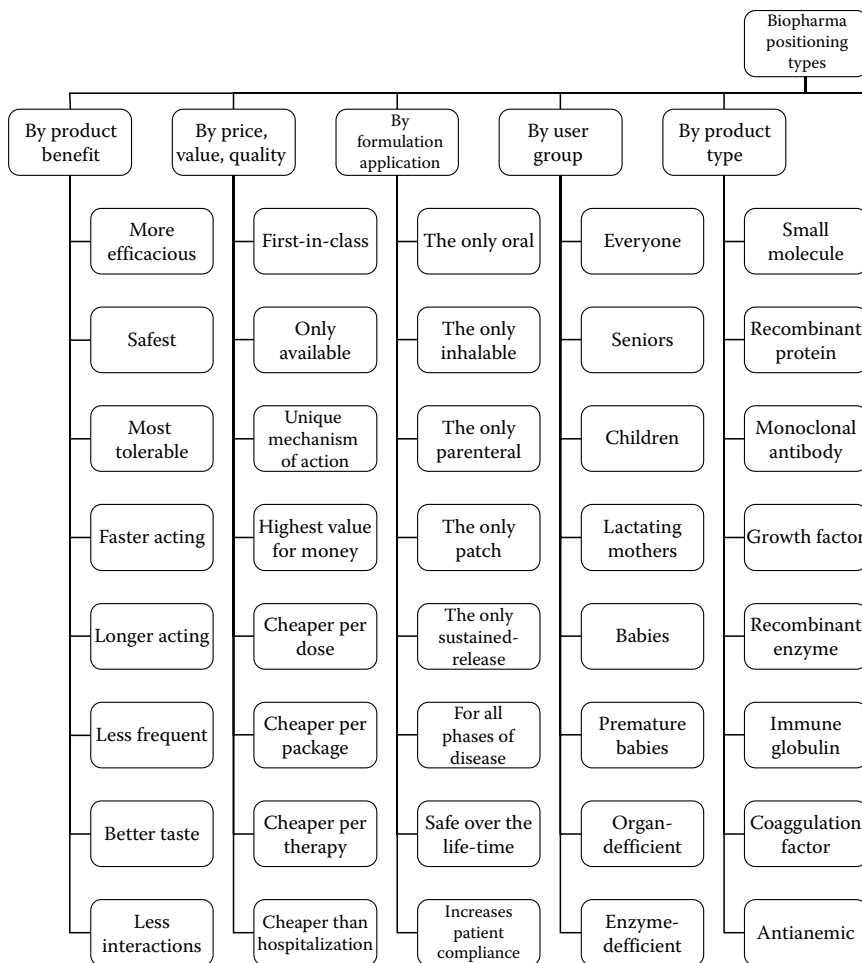 Biopharma
positioning
types
By product
benefit
By price,
value, quality
By
formulation
application
By user
group
By product
type
More
efficacious
First-in-class
The only oral
Everyone
Small
molecule
Safest
Only
available
The only
inhalable
Seniors
Recombinant
protein
Most
tolerable
Unique
mechanism
of action
The only
parenteral
Children
Monoclonal
antibody
Faster acting
Highest value
for money
The only
patch
Lactating
mothers
Growth factor
Longer acting
Cheaper per
dose
The only
sustained-
release
Babies
Recombinant
enzyme
Less frequent
Cheaper per
package
For all
phases of
disease
Premature
babies
Immune
globulin
Better taste
Cheaper per
therapy
Safe over the
life-time
Organ-
defficient
Coaggulation
factor
Less
interactions
Cheaper than
hospitalization
Increases
patient
compliance
Enzyme-
defficient
Antianemic